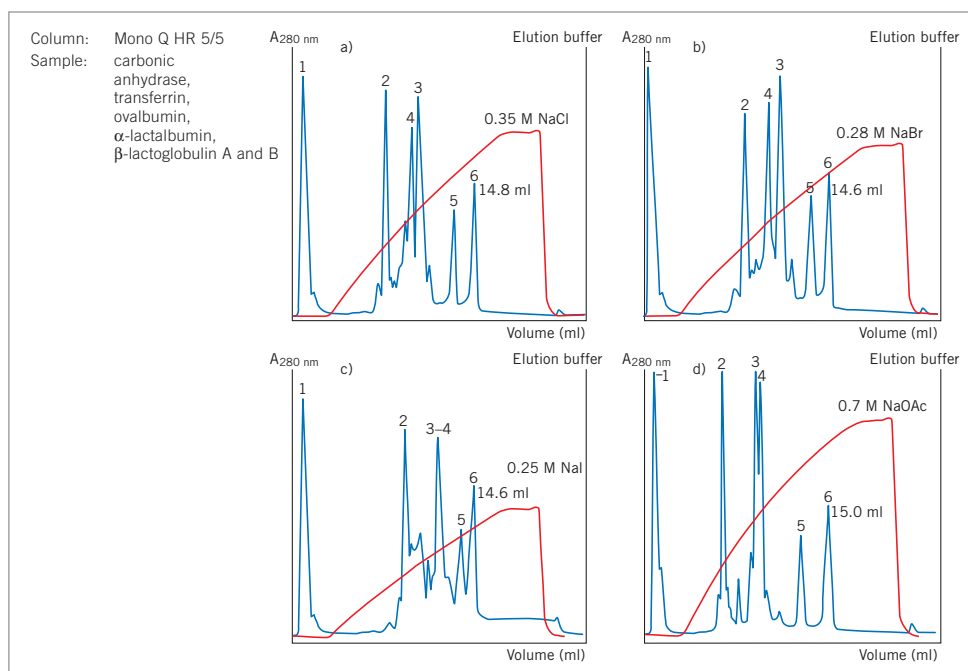 Column: Mono Q HR 5/5
Sample: carbonic
anhydrase,
transferrin,
ovalbumin,
α-lactalbumin,
β-lactoglobulin A and B
A280 nm
a)
Elution buffer
1
2
3
4
0.35 M NaCl
6
14.8 ml
5
Volume (ml)
A280 nm
b)
Elution buffer
1
3
4
2
0.28 M NaBr
6
14.6 ml
5
Volume (ml)
A280 nm
c)
Elution buffer
1
2
3–4
6
0.25 M NaI
14.6 ml
5
Volume (ml)
A280 nm
d)
Elution buffer
1
2
3
4
0.7 M NaOAc
6
15.0 ml
5
Volume (ml)